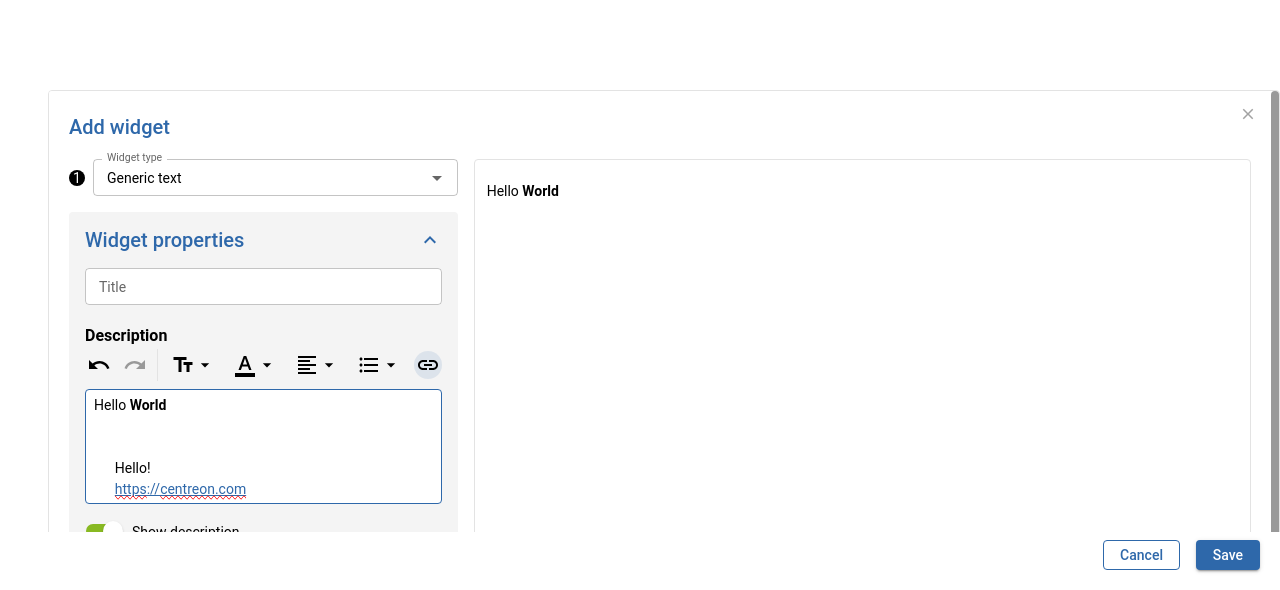 Add widget
Widget type
1
Generic text
Hello World
Widget properties
Title
Description
Hello World
Hello!
https://centreon.com
Show description
Cancel
Save